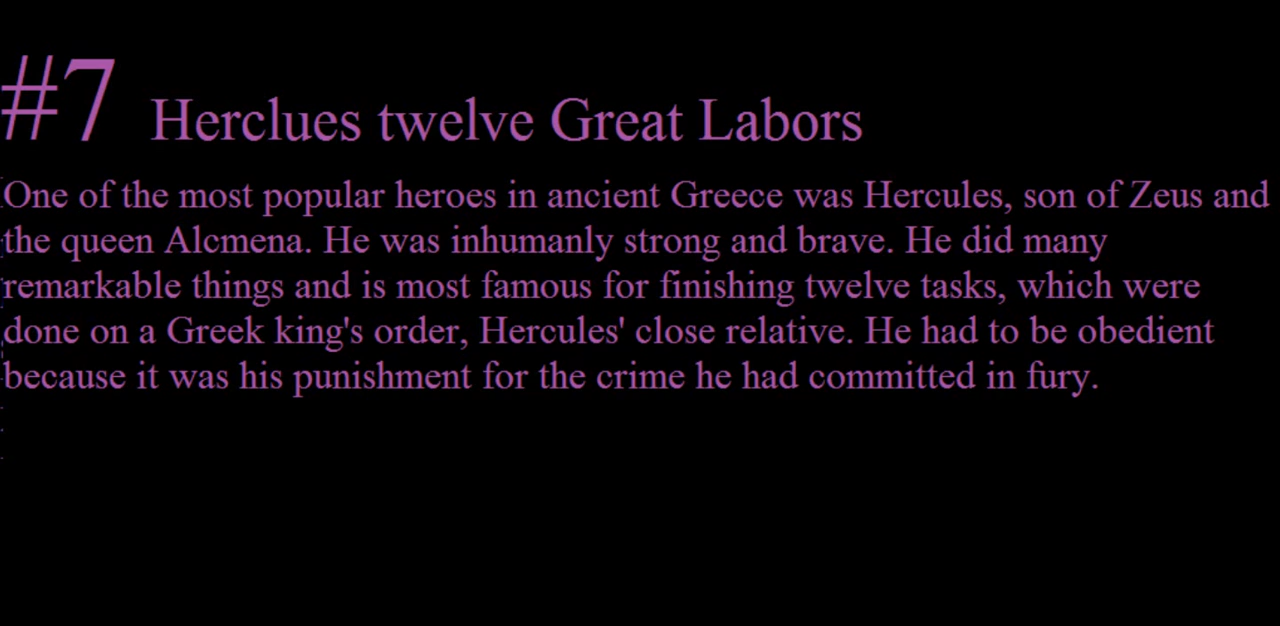 #7 Herclues twelve Great Labors
One of the most popular heroes in ancient Greece was Hercules, son of Zeus and
the queen Alcmena. He was inhumanly strong and brave. He did many
remarkable things and is most famous for finishing twelve tasks, which were
done on a Greek king's order, Hercules' close relative. He had to be obedient
because it was his punishment for the crime he had committed in fury.